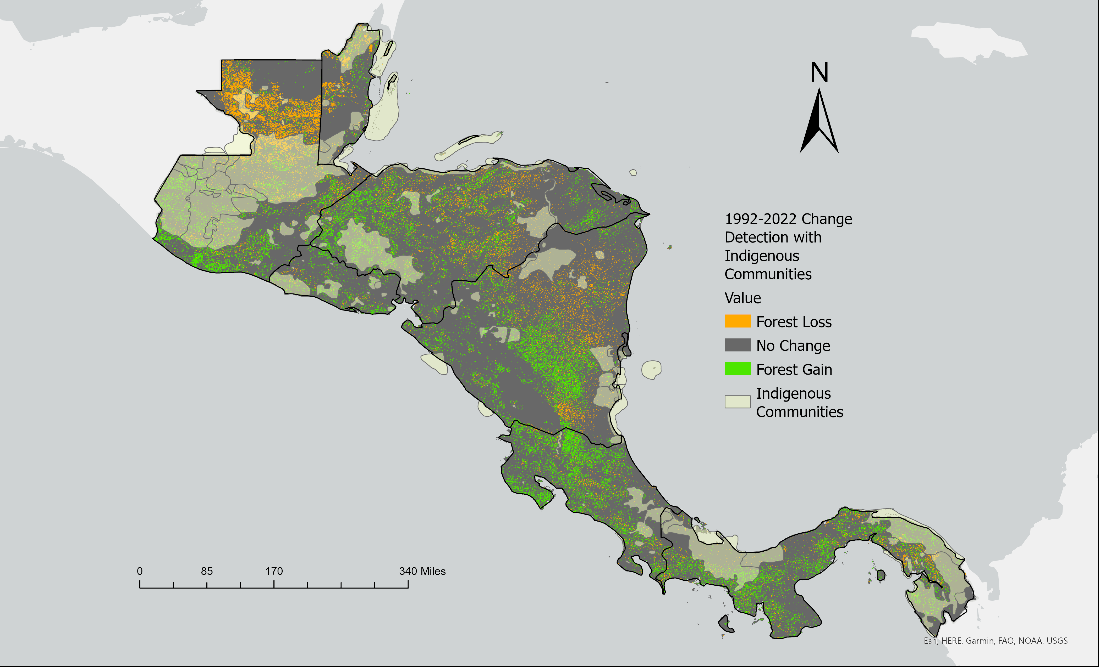 N
1992-2022 Change
Detection with
Indigenous
Communities
Value
Forest Loss
No Change
Forest Gain
Indigenous
Communities
0 85 170 340 Miles
Esri, HERE, Garmin, FAO, NOAA, USGS